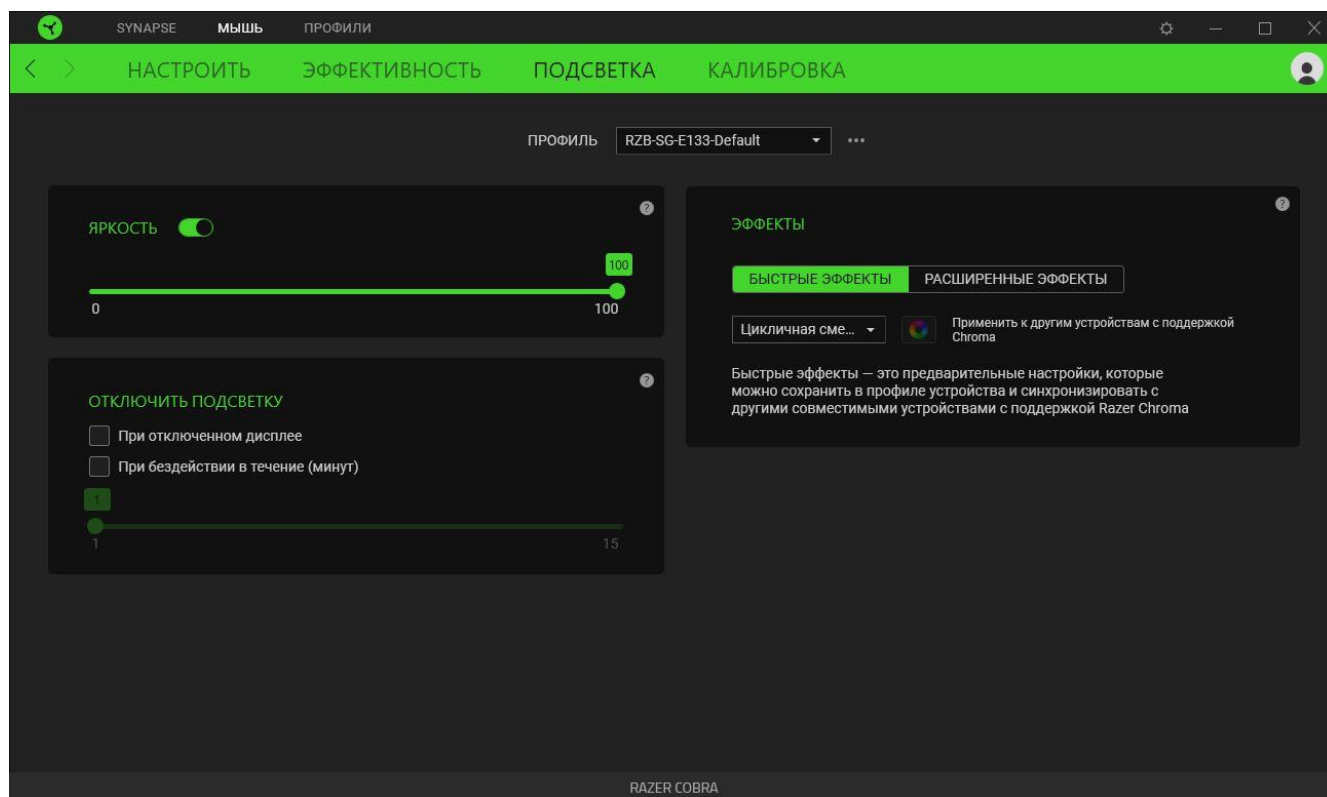 SYNAPSE МЫШЬ ПРОФИЛИ
НАСТРОИТЬ ЭФФЕКТИВНОСТЬ ПОДСВЕТКА КАЛИБРОВКА
ПРОФИЛЬ RZB-SG-E133-Default
ЯРКОСТЬ
100
0 100
ОТКЛЮЧИТЬ ПОДСВЕТКУ
При отключенном дисплее
При бездействии в течение (минут)
1
1 15
ЭФФЕКТЫ
БЫСТРЫЕ ЭФФЕКТЫ РАСШИРЕННЫЕ ЭФФЕКТЫ
Цикличная сме...
Применить к другим устройствам с поддержкой
Chroma
Быстрые эффекты — это предварительные настройки, которые
можно сохранить в профиле устройства и синхронизировать с
другими совместимыми устройствами с поддержкой Razer Chroma
RAZER COBRA